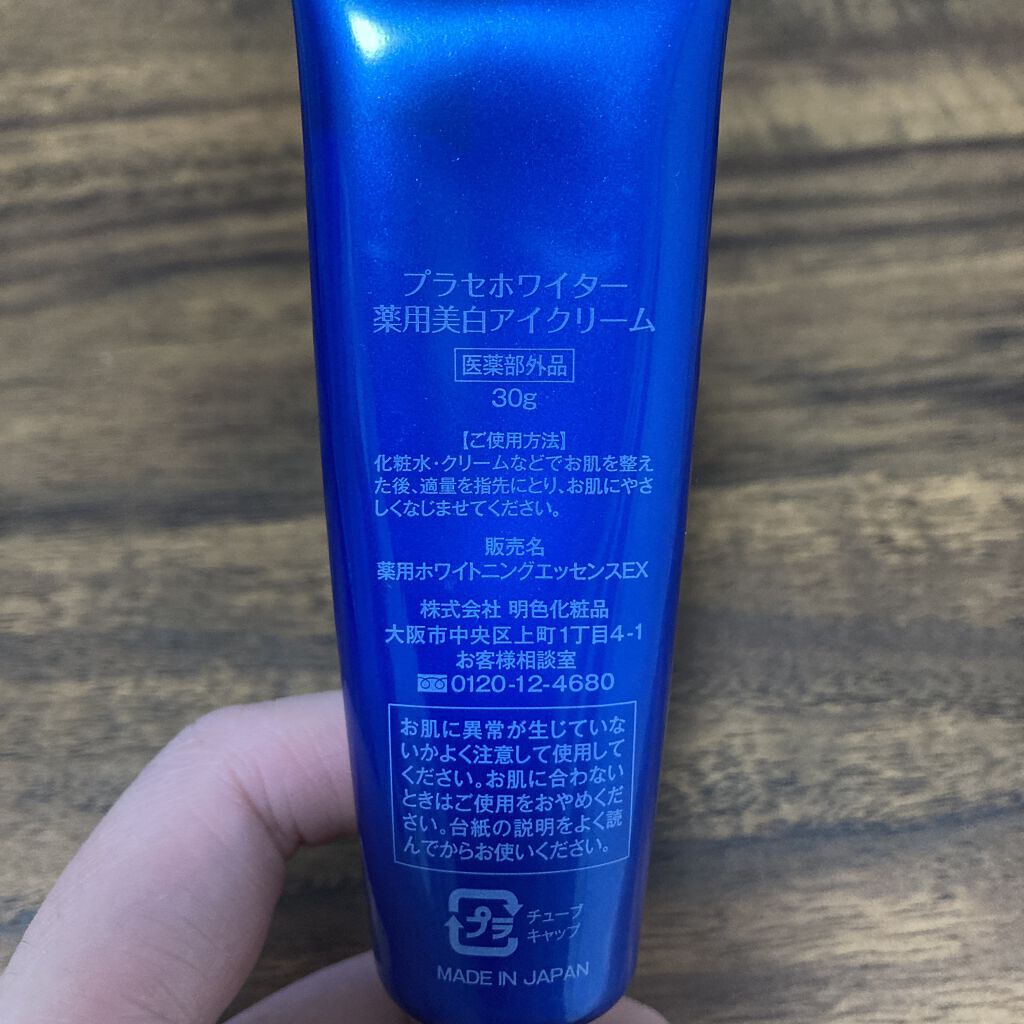 プラセホワイター
薬用美白アイクリーム
医薬部外品
30g
【ご使用方法】
化粧水・クリームなどでお肌を整え
た後、適量を指先にとり、お肌にやさ
しくなじませてください。
販売名
薬用ホワイトニングエッセンスEX
株式会社 明色化粧品
大阪市中央区上町1丁目4-1
お客様相談室
0120-12-4680
お肌に異常が生じていな
いかよく注意して使用して
ください。お肌に合わない
ときはご使用をおやめくだ
さい。台紙の説明をよく読
んでからお使いください。
プラ
チューブ
キャップ
MADE IN JAPAN